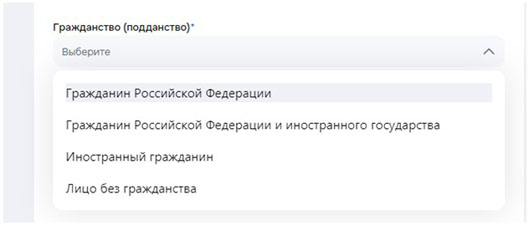 Гражданство (подданство)*
Выберите
Гражданин Российской Федерации
Гражданин Российской Федерации и иностранного государства
Иностранный гражданин
Лицо без гражданства